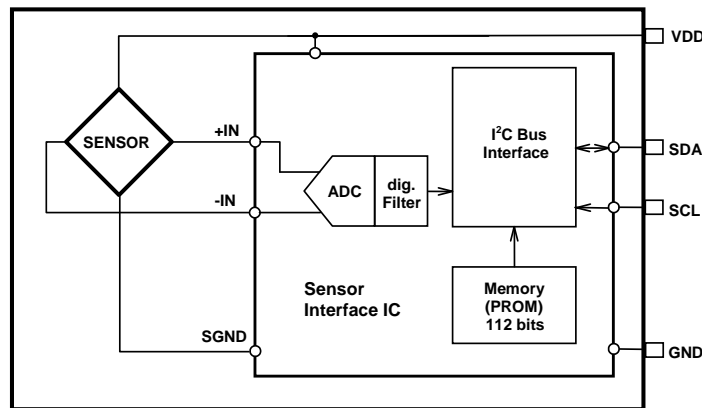 VDD
SENSOR
+IN
-IN
SGND
ADC
dig.
Filter
I²C Bus
Interface
Memory
(PROM)
112 bits
Sensor
Interface IC
SDA
SCL
GND